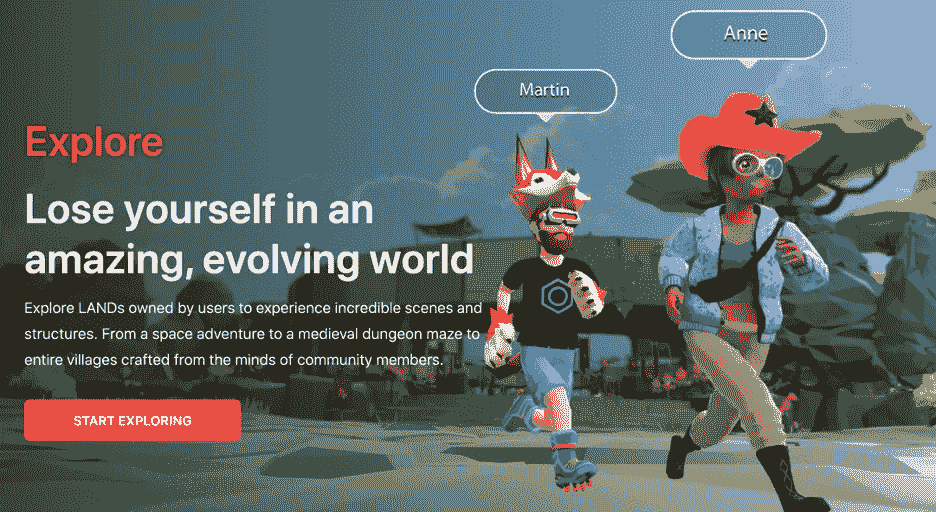 Anne
Martin
Explore
Lose yourself in an
amazing, evolving world
Explore LANDs owned by users to experience incredible scenes and
structures. From a space adventure to a medieval dungeon maze to
entire villages crafted from the minds of community members.
START EXPLORING